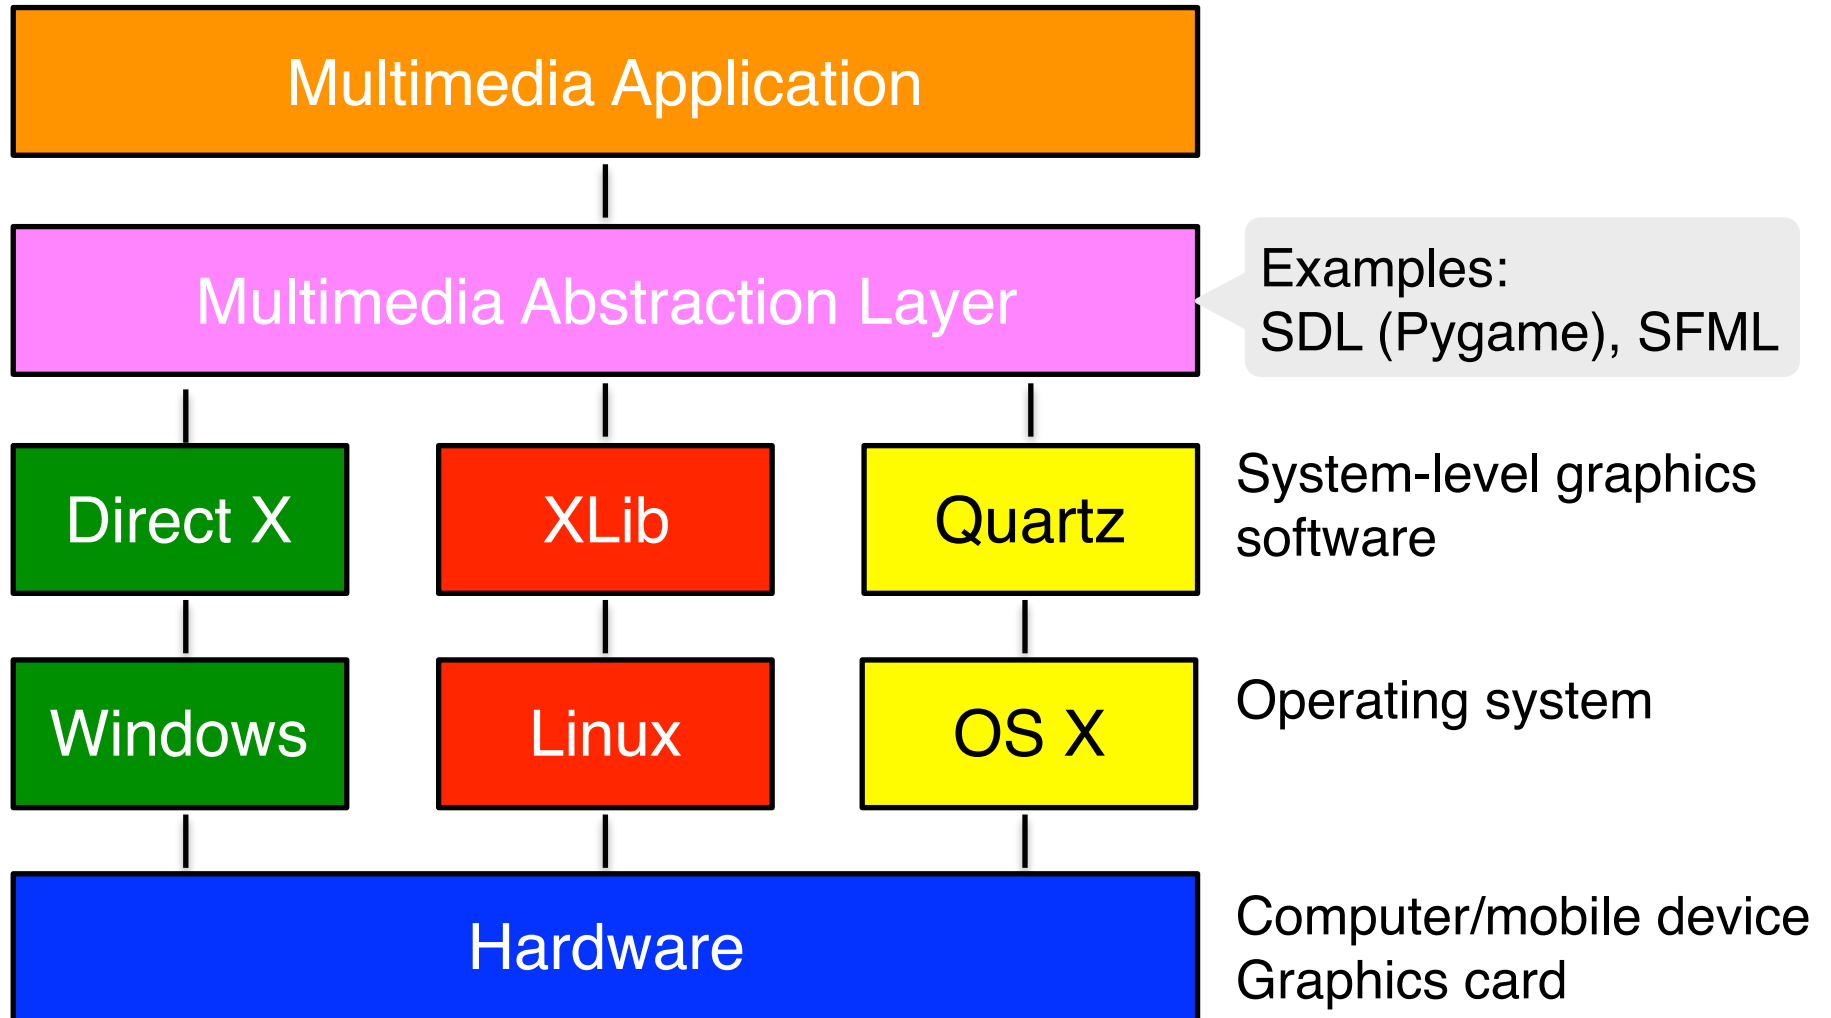 Multimedia Application
Multimedia Abstraction Layer
Examples:
SDL (Pygame), SFML
Direct X
XLib
Quartz
System-level graphics
software
Windows
Linux
OS X
Operating system
Hardware
Computer/mobile device
Graphics card